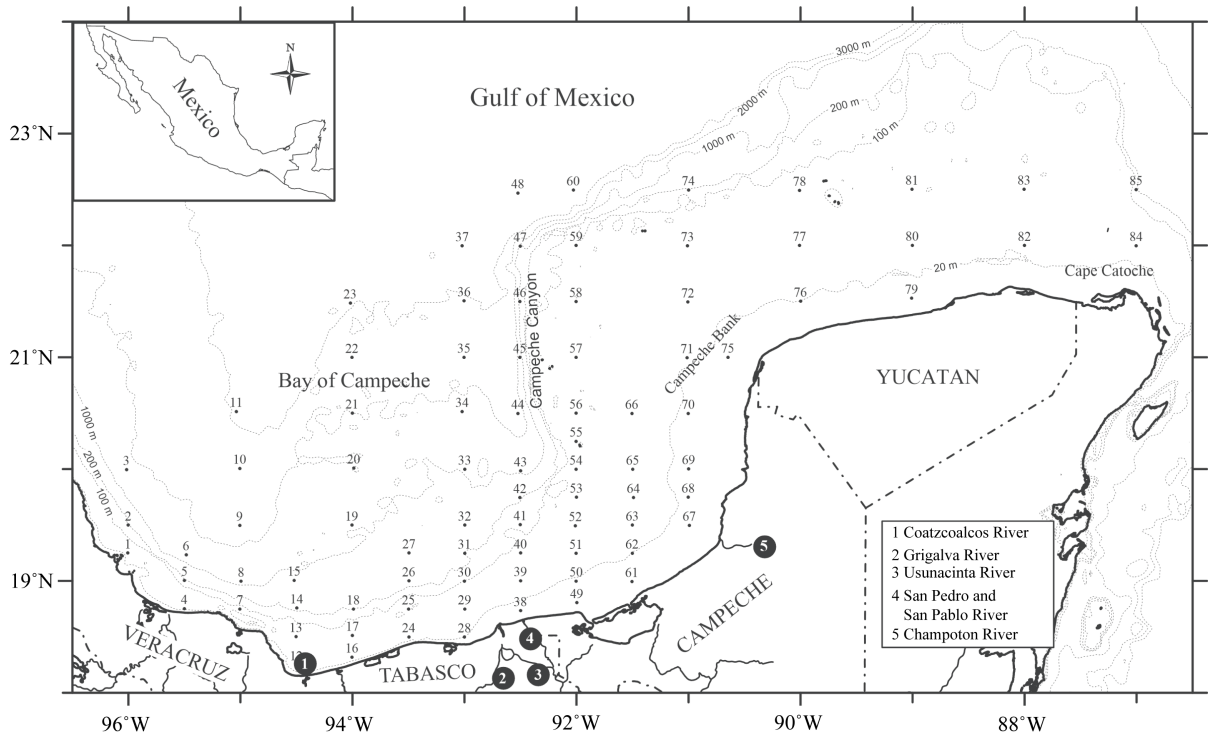 N
Mexico
Gulf of Mexico
3000 m
2000 m
1000 m
200 m
100 m
23°N
48
60
74
78
81
83
85
37
47
59
73
77
80
82
84
20 m
Cape Catoche
23
36
46
58
72
76
79
Campeche Canyon
Campeche Bank
22
35
45
57
71
75
21°N
Bay of Campeche
YUCATAN
11
21
34
44
56
66
70
55
1000 m
200 m
100 m
3
10
20
33
43
54
65
69
42
53
64
68
2
9
19
32
41
52
63
67
1
6
27
31
40
51
62
5
8
15
26
30
39
50
61
19°N
4
7
14
18
25
29
38
49
13
17
24
28
16
VERACRUZ
TABASCO
CAMPECHE
1
2
3
4
5
1 Coatzcoalcos River
2 Grigalva River
3 Usunacinta River
4 San Pedro and
San Pablo River
5 Champoton River
96°W
94°W
92°W
90°W
88°W